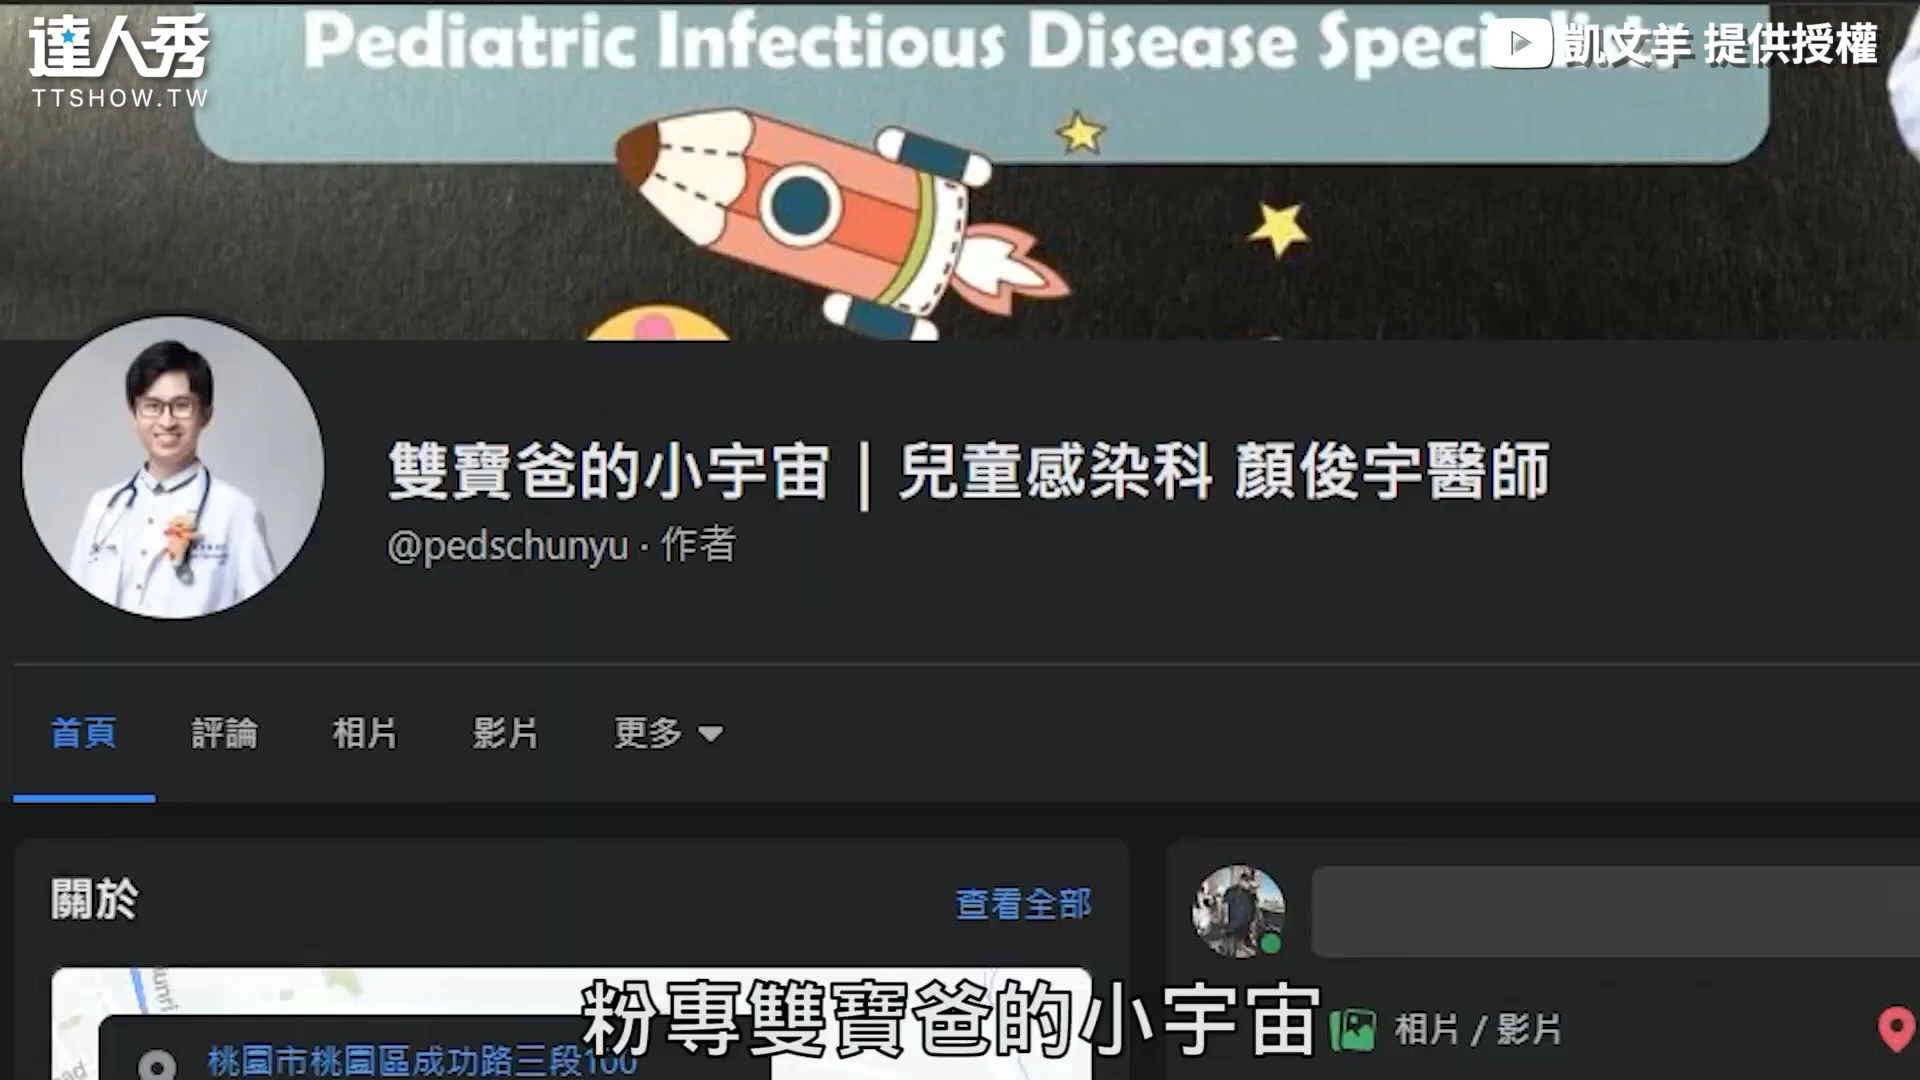 達人秀
TTSHOW.TW
Pediatric Infectious Disease
凱文羊 提供授權
雙寶爸的小宇宙｜兒童感染科 顏俊宇醫師
@pedschunyu · 作者
首頁
評論
相片
影片
更多
關於
查看全部
桃園市桃園區成功路三段100
粉專雙寶爸的小宇宙
相片 / 影片